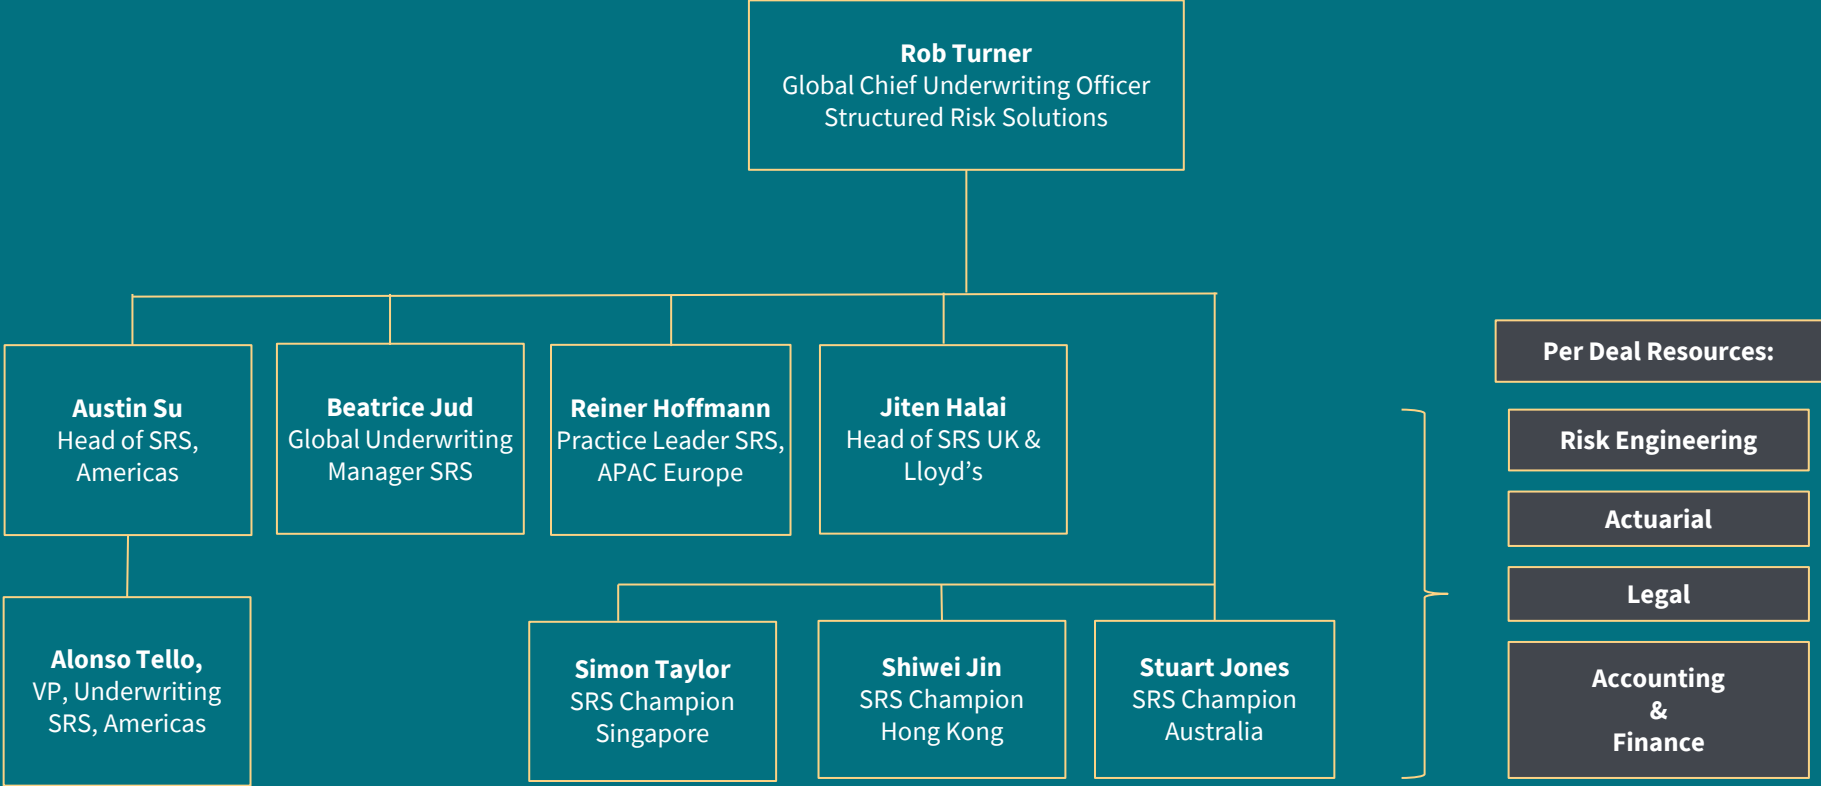 Rob Turner
Global Chief Underwriting Officer
Structured Risk Solutions
Austin Su
Head of SRS,
Americas
Beatrice Jud
Global Underwriting
Manager SRS
Reiner Hoffmann
Practice Leader SRS,
APAC Europe
Jiten Halai
Head of SRS UK &
Lloyd’s
Alonso Tello,
VP, Underwriting
SRS, Americas
Simon Taylor
SRS Champion
Singapore
Shiwei Jin
SRS Champion
Hong Kong
Stuart Jones
SRS Champion
Australia
Per Deal Resources:
Risk Engineering
Actuarial
Legal
Accounting
&
Finance